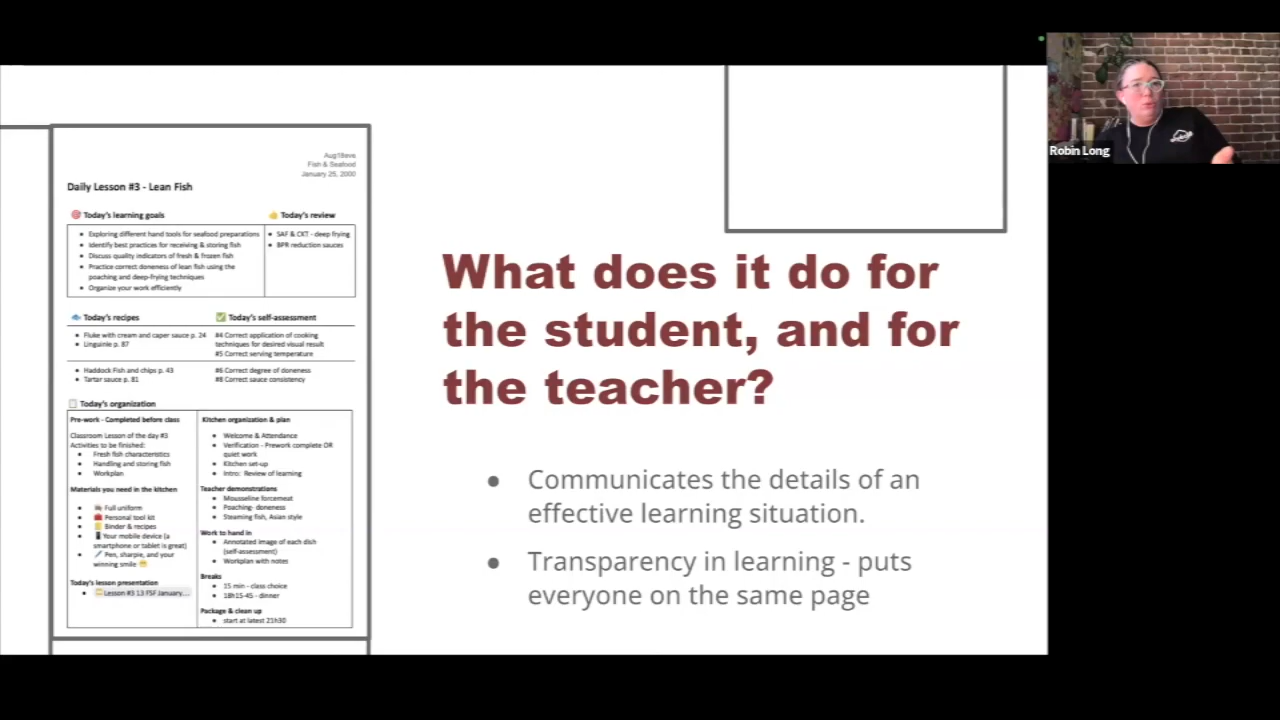 Aug19eve
Fish & Seafood
January 25, 2000
Daily Lesson #3 - Lean Fish
Today's learning goals
Exploring different hand tools for seafood preparations
Identify best practices for receiving & storing fish
Discuss quality indicators of fresh & frozen fish
Practice correct doneness of lean fish using the
poaching and deep-frying techniques
Organize your work efficiently
Today's review
SAF & CKT - deep frying
BPR reduction sauces
Today's recipes
Fluke with cream and caper sauce p. 24
Linguinie p. 87
Haddock Fish and chips p. 43
Tartar sauce p. 81
Today's self-assessment
#4 Correct application of cooking
techniques for desired visual result
#5 Correct serving temperature
#6 Correct degree of doneness
#8 Correct sauce consistency
Today's organization
Pre-work - Completed before class
Classroom Lesson of the day #3
Activities to be finished:
Fresh fish characteristics
Handling and storing fish
Workplan
Materials you need in the kitchen
Full uniform
Personal tool kit
Binder & recipes
Your mobile device (a
smartphone or tablet is great)
Pen, sharpie, and your
winning smile
Today's lesson presentation
Lesson #3 13 FSF January...
Kitchen organization & plan
Welcome & Attendance
Verification - Prework complete OR
quiet work
Kitchen set-up
Intro: Review of learning
Teacher demonstrations
Mousseline forcemeat
Poaching- doneness
Steaming fish, Asian style
Work to hand in
Annotated image of each dish
(self-assessment)
Workplan with notes
Breaks
15 min - class choice
18h15-45 - dinner
Package & clean up
start at latest 21h30
What does it do for
the student, and for
the teacher?
Communicates the details of an
effective learning situation.
Transparency in learning - puts
everyone on the same page
Robin Long